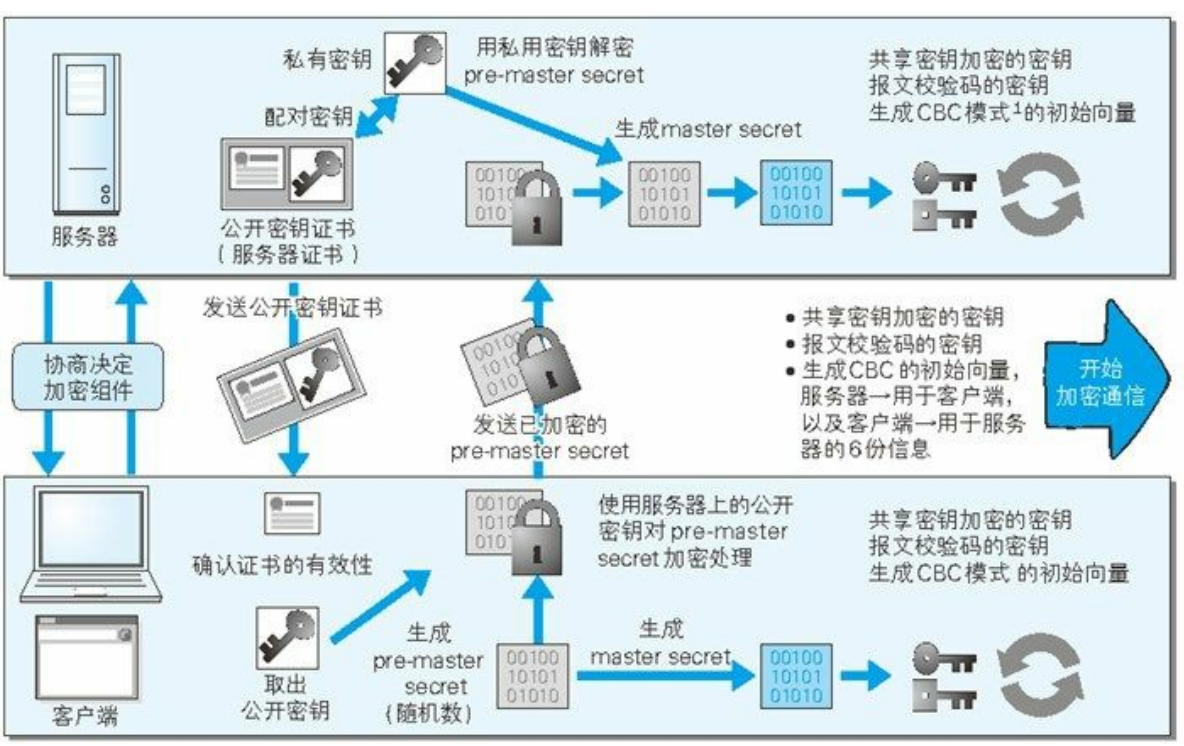 私有密钥
用私用密钥解密
pre-master secret
共享密钥加密的密钥
报文校验码的密钥
生成CBC模式¹的初始向量
配对密钥
生成master secret
00100
1010
0101
00100
10101
01010
00100
10101
01010
服务器
公开密钥证书
（服务器证书）
发送公开密钥证书
协商决定
加密组件
00100
101
010
发送已加密的
pre-master secret
• 共享密钥加密的密钥
• 报文校验码的密钥
• 生成CBC的初始向量，
服务器→用于客户端，
以及客户端→用于服务
器的6份信息
开始
加密通信
00100
1010
0101
使用服务器上的公开
密钥对pre-master
secret加密处理
共享密钥加密的密钥
报文校验码的密钥
生成CBC模式 的初始向量
确认证书的有效性
取出
公开密钥
生成
pre-master
secret
（随机数）
00100
10101
01010
生成
master secret
00100
10101
01010
客户端